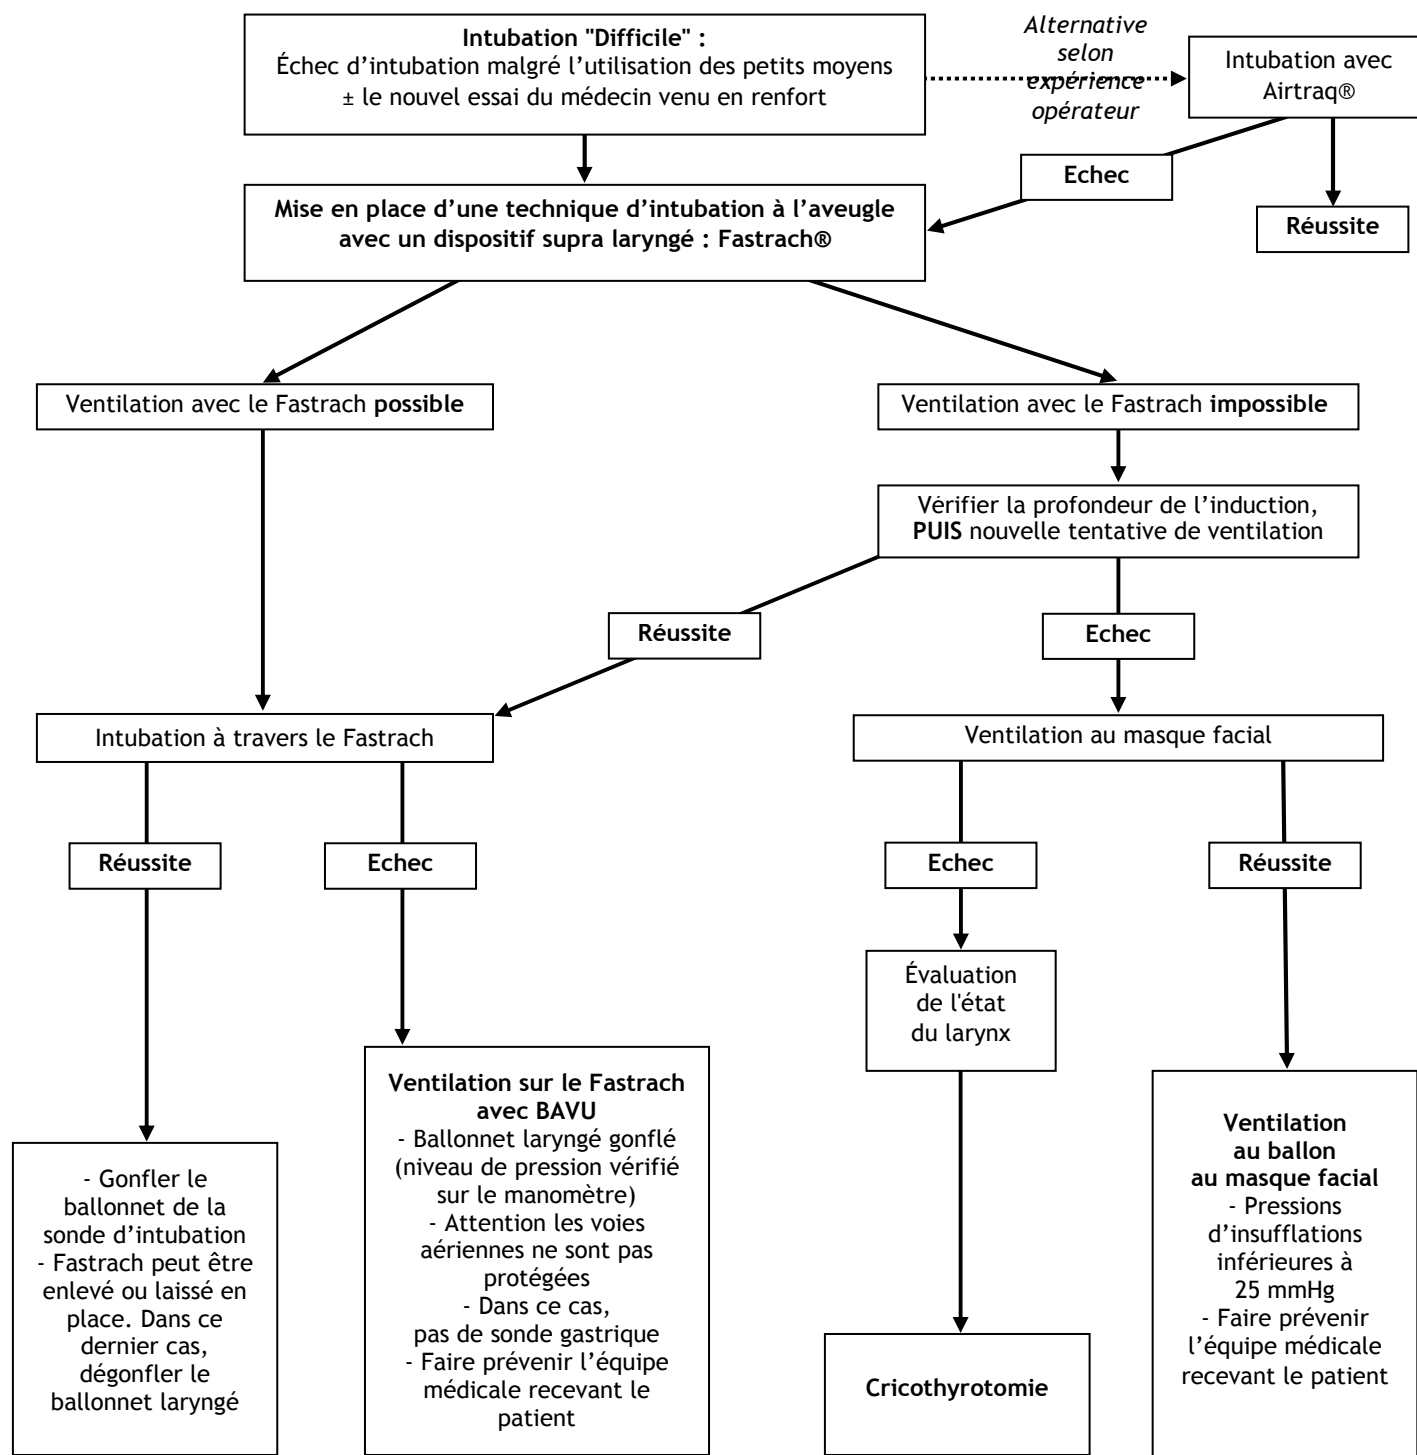 Intubation "Difficile" :
Échec d’intubation malgré l’utilisation des petits moyens
± le nouvel essai du médecin venu en renfort
Alternative
selon
expérience
opérateur
Intubation avec
Airtraq®
Echec
Réussite
Mise en place d’une technique d’intubation à l’aveugle
avec un dispositif supra laryngé : Fastrach®
Ventilation avec le Fastrach possible
Ventilation avec le Fastrach impossible
Vérifier la profondeur de l’induction,
PUIS nouvelle tentative de ventilation
Réussite
Echec
Intubation à travers le Fastrach
Ventilation au masque facial
Réussite
Echec
Echec
Réussite
Évaluation
de l'état
du larynx
- Gonfler le
ballonnet de la
sonde d’intubation
- Fastrach peut être
enlevé ou laissé en
place. Dans ce
dernier cas,
dégonfler le
ballonnet laryngé
Ventilation sur le Fastrach
avec BAVU
- Ballonnet laryngé gonflé
(niveau de pression vérifié
sur le manomètre)
- Attention les voies
aériennes ne sont pas
protégées
- Dans ce cas,
pas de sonde gastrique
- Faire prévenir l’équipe
médicale recevant le
patient
Cricothyrotomie
Ventilation
au ballon
au masque facial
- Pressions
d’insufflations
inférieures à
25 mmHg
- Faire prévenir
l’équipe médicale
recevant le patient